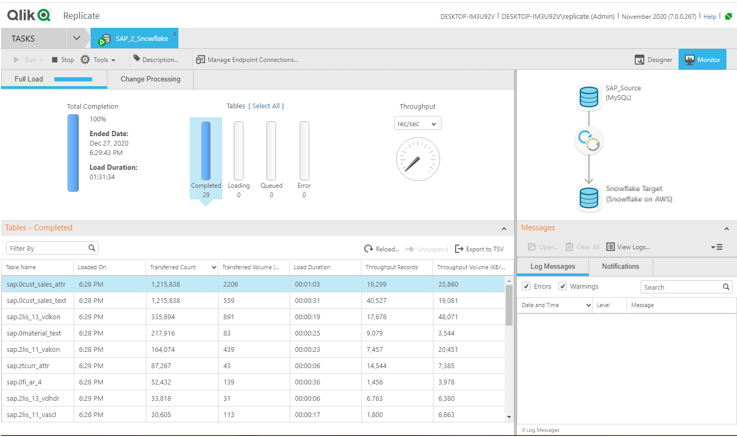 Qlik Replicate
DESKTOP-IM3U92V | DESKTOP-IM3U92V\replicate (Admin) | November 2020 (7.0.0.267) | Help
TASKS
SAP_2_Snowflake
Run
Stop
Tools
Description...
Manage Endpoint Connections...
Designer
Monitor
Full Load
Change Processing
Total Completion
100%
Ended Date:
Dec 27, 2020
6:29:43 PM
Load Duration:
01:31:34
Tables [ Select All ]
Completed Loading Queued Error
29 0 0 0
Throughput
rec/sec
SAP_Source
(MySQL)
Snowflake Target
(Snowflake on AWS)
Tables - Completed
Filter By
Reload...
Unsuspend
Export to TSV
Table Name Loaded On Transferred Count Transferred Volume (... Load Duration Throughput Records Throughput Volume (KB/...
sap.0cust_sales_attr 6:28 PM 1,215,838 2206 00:01:03 19,299 35,860
sap.0cust_sales_text 6:28 PM 1,215,838 559 00:00:31 40,527 19,081
sap.2lis_13_vdkon 6:29 PM 335,894 891 00:00:19 17,678 48,071
sap.0material_text 6:28 PM 217,916 83 00:00:25 9,079 3,544
sap.2lis_11_vakon 6:28 PM 164,074 439 00:00:23 7,457 20,451
sap.ztcurr_attr 6:29 PM 87,267 43 00:00:06 14,544 7,385
sap.0fi_ar_4 6:28 PM 52,432 139 00:00:36 1,456 3,978
sap.2lis_13_vdhdr 6:29 PM 33,818 31 00:00:06 6,763 6,380
sap.2lis_11_vascl 6:28 PM 30,605 113 00:00:17 1,800 6,863
Messages
Open...
Clear All
View Logs...
Log Messages
Notifications
Errors
Warnings
Search
Date and Time Level Message
0 Log Messages